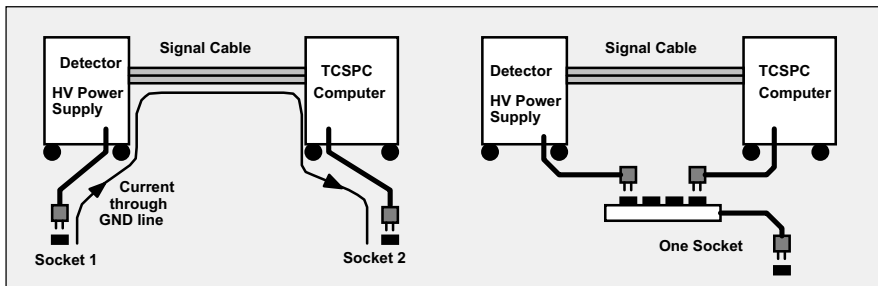 Signal Cable
Detector
HV Power
Supply
TCSPC
Computer
Current
through
GND line
Socket 1
Socket 2
Signal Cable
Detector
HV Power
Supply
TCSPC
Computer
One Socket